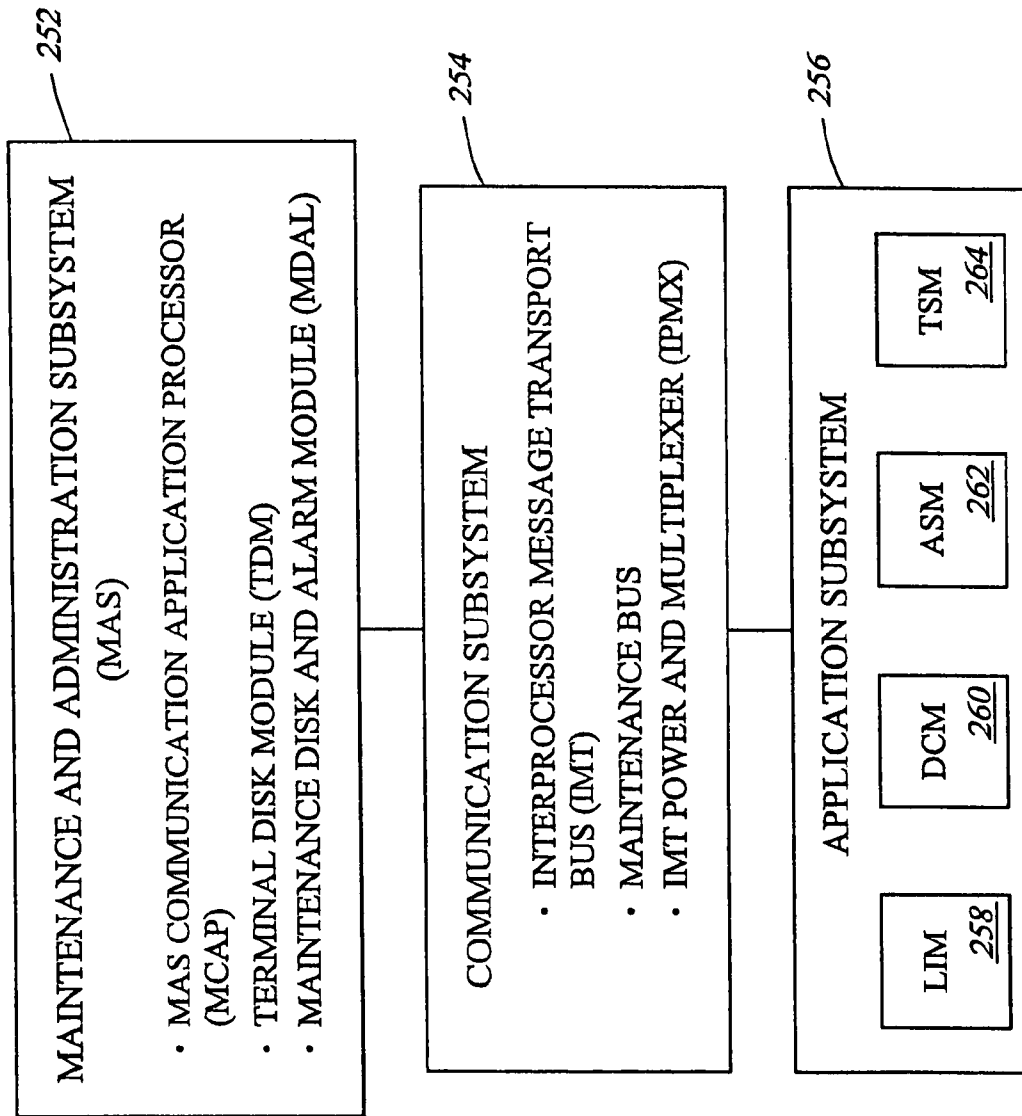 MAINTENANCE AND ADMINISTRATION SUBSYSTEM
(MAS)
· MAS COMMUNICATION APPLICATION PROCESSOR
(MCAP)
· TERMINAL DISK MODULE (TDM)
· MAINTENANCE DISK AND ALARM MODULE (MDAL)
252
COMMUNICATION SUBSYSTEM
· INTERPROCESSOR MESSAGE TRANSPORT
BUS (IMT)
· MAINTENANCE BUS
· IMT POWER AND MULTIPLEXER (IPMX)
254
APPLICATION SUBSYSTEM
256
LIM
258
DCM
260
ASM
262
TSM
264